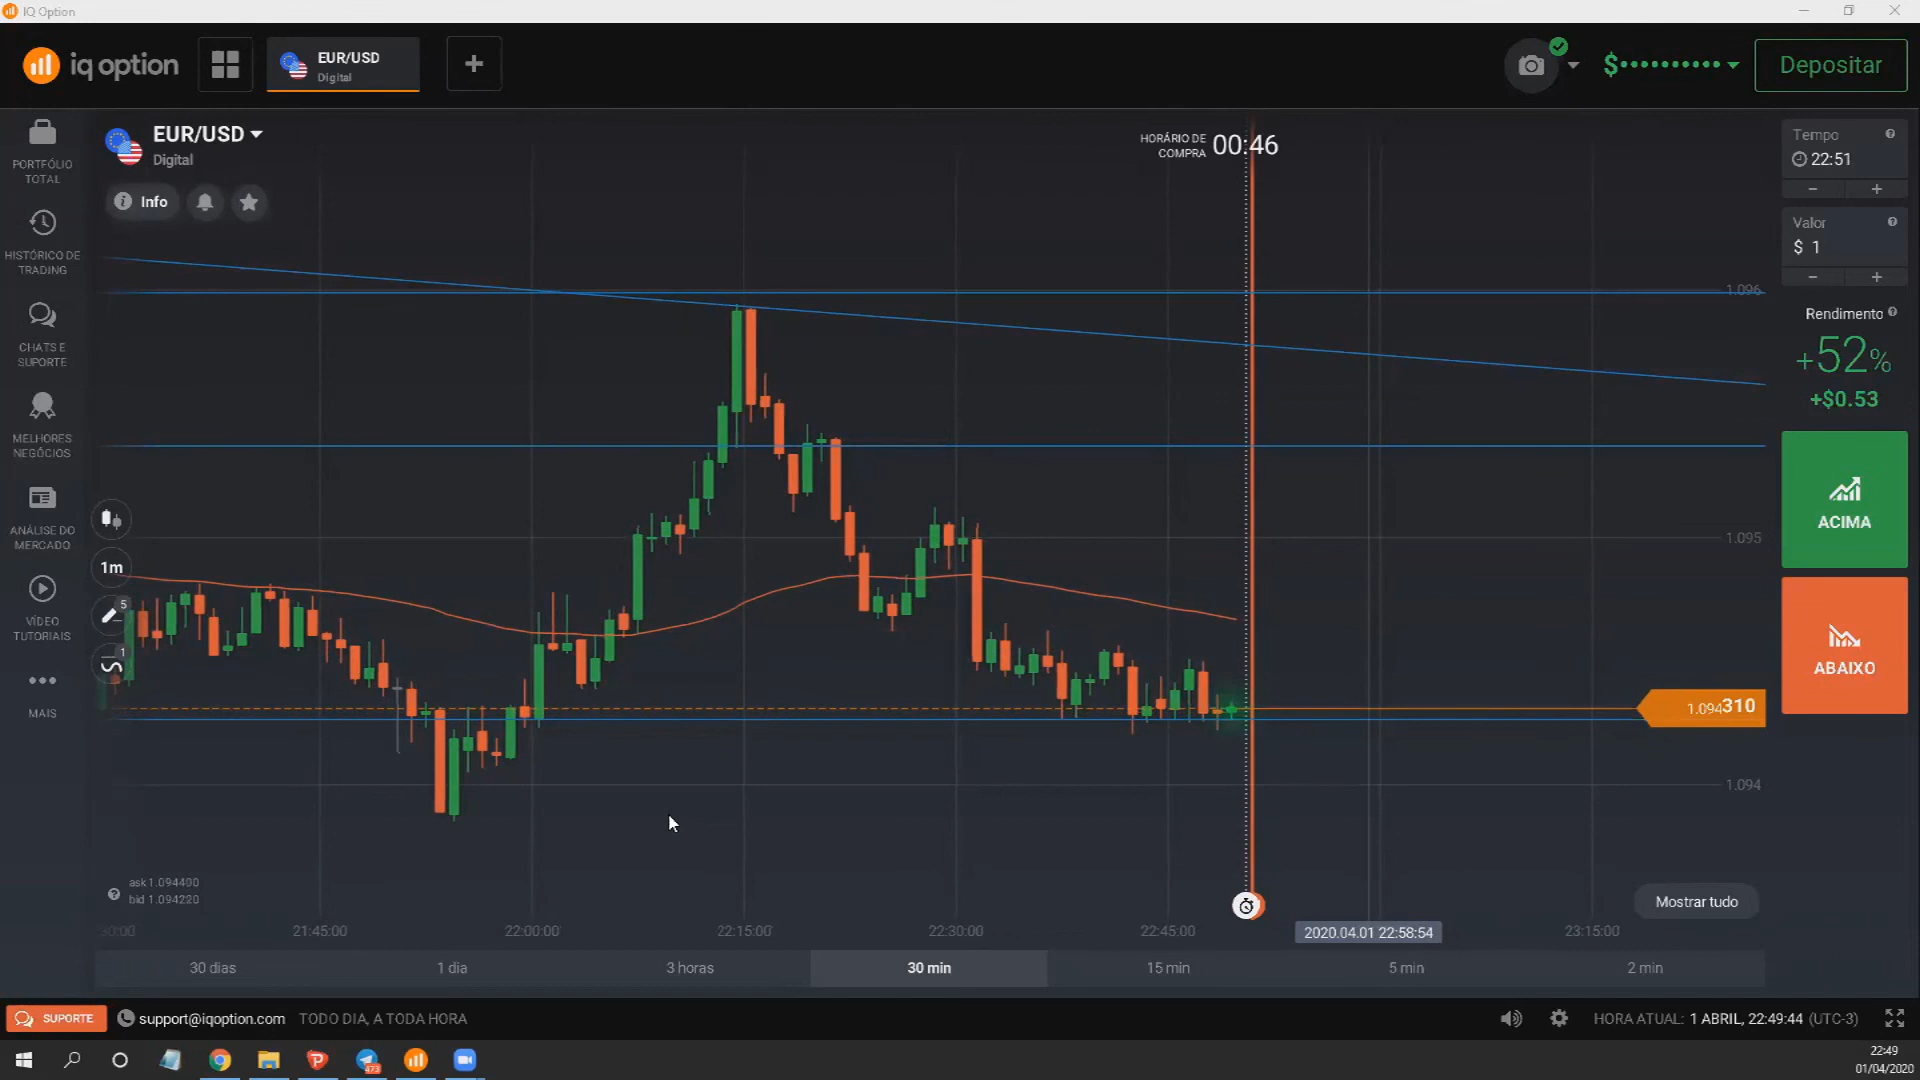 IQ Option
iq option
EUR/USD
Digital
+
$
Depositar
PORTFÓLIO
TOTAL
HISTÓRICO DE
TRADING
CHATS E
SUPORTE
MELHORES
NEGÓCIOS
ANÁLISE DO
MERCADO
VÍDEO
TUTORIAIS
MAIS
EUR/USD
Digital
Info
1m
5
1
HORÁRIO DE
COMPRA
00:46
1.096
1.095
1.094310
1.094
Tempo
22:51
- +
Valor
$ 1
- +
Rendimento
+52%
+$0.53
ACIMA
ABAIXO
ask 1.094400
bid 1.094220
Mostrar tudo
30:00 21:45:00 22:00:00 22:15:00 22:30:00 22:45:00 2020.04.01 22:58:54 23:15:00
30 dias 1 dia 3 horas 30 min 15 min 5 min 2 min
SUPORTE support@iqoption.com TODO DIA, A TODA HORA
HORA ATUAL: 1 ABRIL, 22:49:44 (UTC-3)
473
22:49
01/04/2020